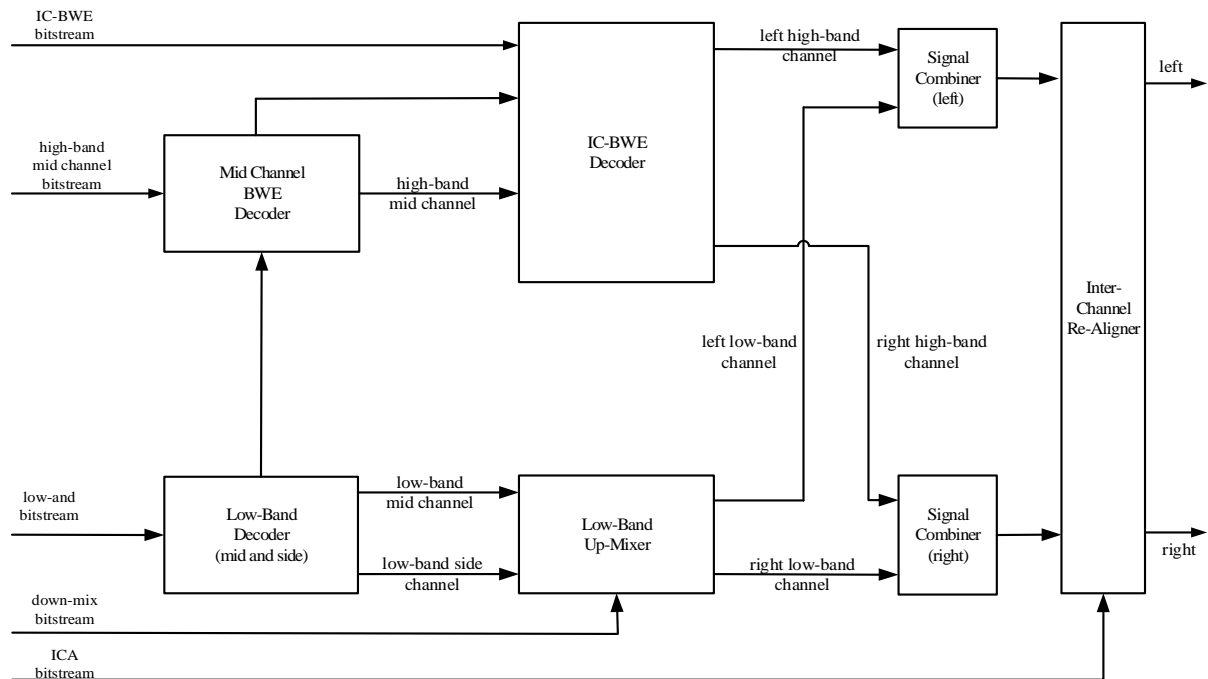 IC-BWE
bitstream
left high-band
channel
Signal
Combiner
(left)
left
high-band
mid channel
bitstream
Mid Channel
BWE
Decoder
high-band
mid channel
IC-BWE
Decoder
Inter-
Channel
Re-Aligner
left low-band
channel
right high-band
channel
low-and
bitstream
Low-Band
Decoder
(mid and side)
low-band
mid channel
low-band side
channel
Low-Band
Up-Mixer
right low-band
channel
Signal
Combiner
(right)
right
down-mix
bitstream
ICA
bitstream